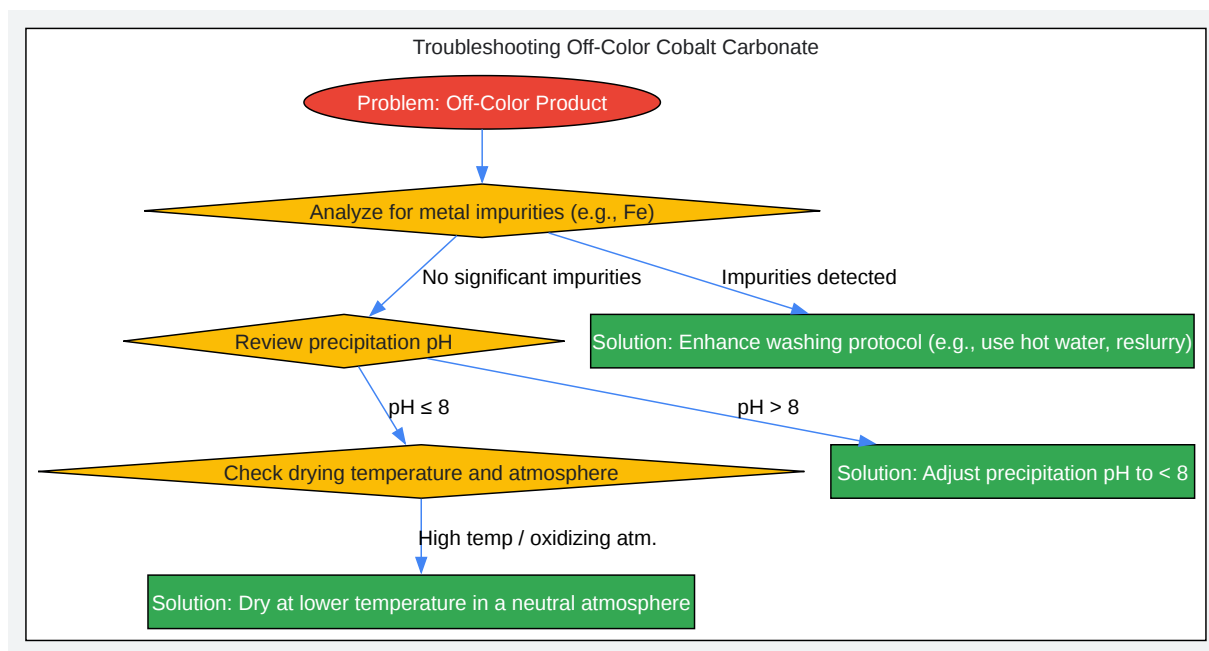 Troubleshooting Off-Color Cobalt Carbonate
Problem: Off-Color Product
Analyze for metal impurities (e.g., Fe)
No significant impurities
Impurities detected
Review precipitation pH
Solution: Enhance washing protocol (e.g., use hot water, reslurry)
pH ≤ 8
pH > 8
Check drying temperature and atmosphere
Solution: Adjust precipitation pH to < 8
High temp / oxidizing atm.
Solution: Dry at lower temperature in a neutral atmosphere